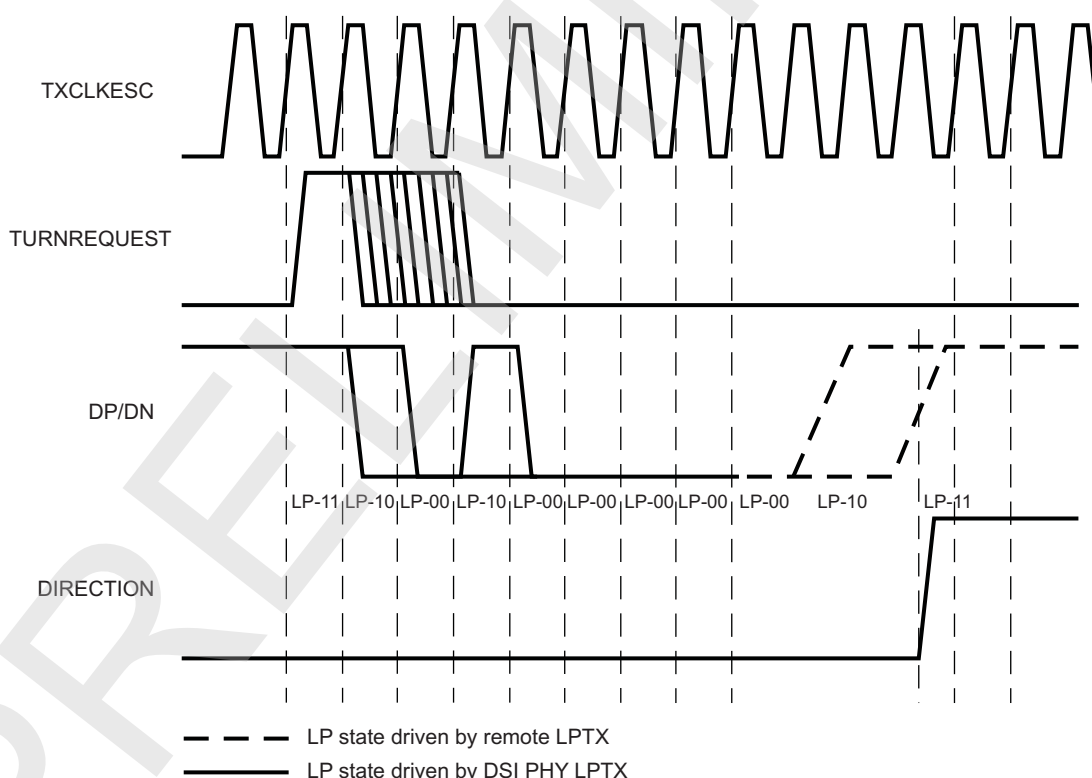 TXCLKESC
TURNREQUEST
DP/DN
LP-11 LP-10 LP-00 LP-10 LP-00 LP-00 LP-00 LP-00 LP-00 LP-10 LP-11
DIRECTION
LP state driven by remote LPTX
LP state driven by DSI PHY LPTX
PRELIMI